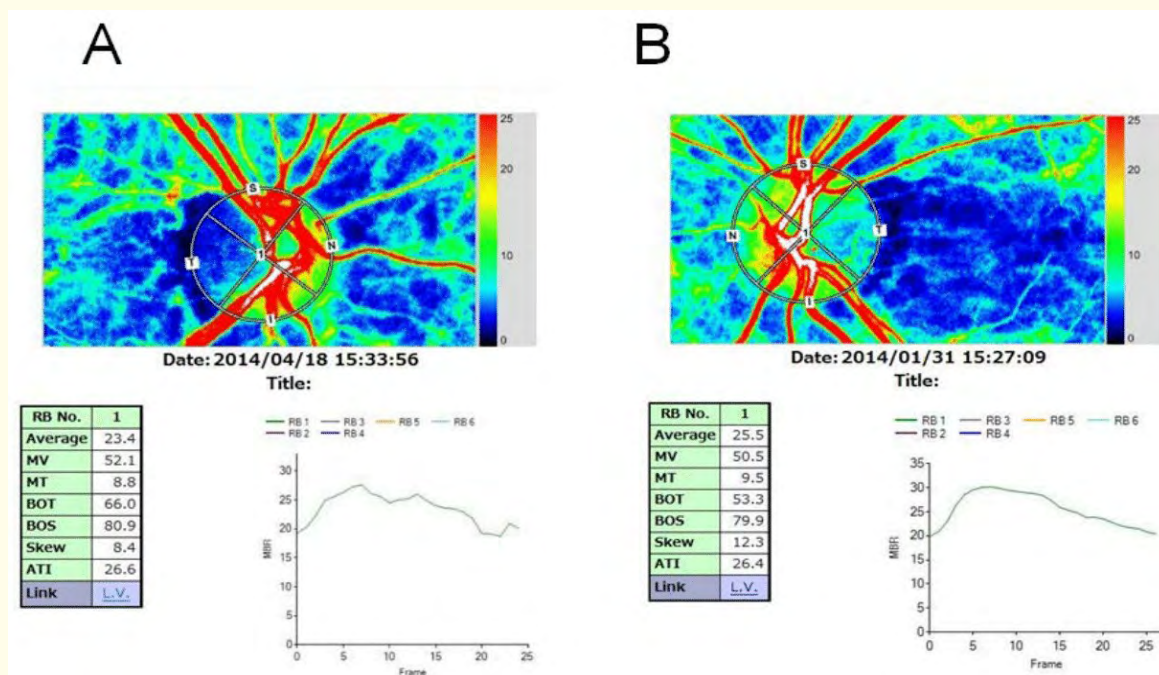 A
25
20
10
0
S
N
T
1
I
Date: 2014/04/18 15:33:56
Title:
RB No. 1
Average 23.4
MV 52.1
MT 8.8
BOT 66.0
BOS 80.9
Skew 8.4
ATI 26.6
Link L.V.
RB 1 RB 3 RB 5 RB 6
RB 2 RB 4
30
25
20
15
10
5
0
MBR
0 5 10 15 20 25
Frame
B
25
20
10
0
S
N
T
1
I
Date: 2014/01/31 15:27:09
Title:
RB No. 1
Average 25.5
MV 50.5
MT 9.5
BOT 53.3
BOS 79.9
Skew 12.3
ATI 26.4
Link L.V.
RB 1 RB 3 RB 5 RB 6
RB 2 RB 4
35
30
25
20
15
10
5
0
MBR
0 5 10 15 20 25
Frame